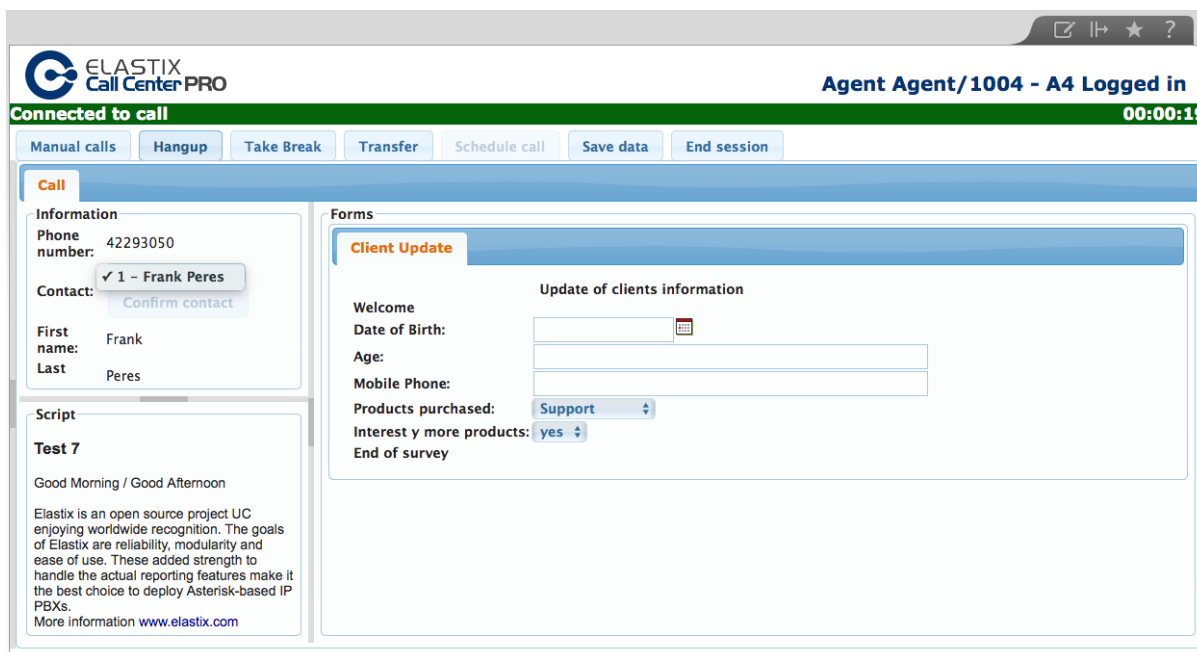 ?
ELASTIX
Call Center PRO
Agent Agent/1004 - A4 Logged in
Connected to call
00:00:19
Manual calls
Hangup
Take Break
Transfer
Schedule call
Save data
End session
Call
Information
Phone number: 42293050
Contact: ✓ 1 – Frank Peres
Confirm contact
First name: Frank
Last Peres
Script
Test 7
Good Morning / Good Afternoon
Elastix is an open source project UC
enjoying worldwide recognition. The goals
of Elastix are reliability, modularity and
ease of use. These added strength to
handle the actual reporting features make it
the best choice to deploy Asterisk-based IP
PBXs.
More information www.elastix.com
Forms
Client Update
Update of clients information
Welcome
Date of Birth:
Age:
Mobile Phone:
Products purchased: Support
Interest y more products: yes
End of survey